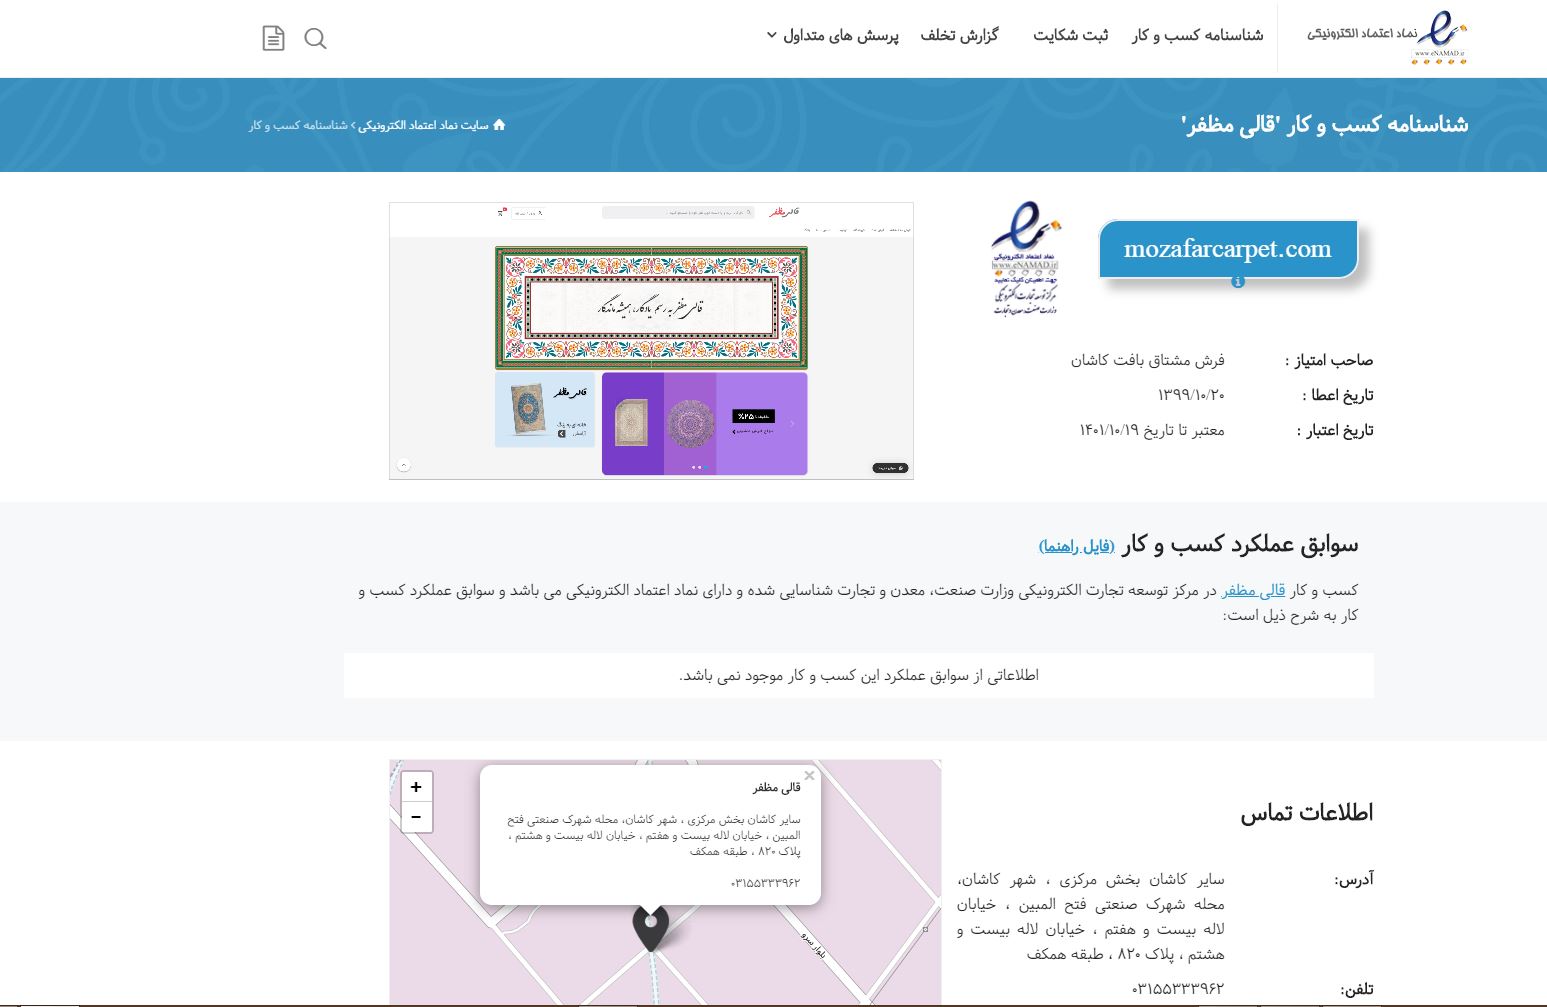 نماد اعتماد الکترونیکی
www.eNAMAD.ir
شناسنامه کسب و کار
ثبت شکایت
گزارش تخلف
پرسش های متداول
شناسنامه کسب و کار 'قالی مظفر'
سایت نماد اعتماد الکترونیکی > شناسنامه کسب و کار
mozafarcarpet.com
نماد اعتماد الکترونیکی
www.eNAMAD.ir
جهت اطمینان کلیک نمایید
مرکز توسعه تجارت الکترونیکی
وزارت صنعت، معدن و تجارت
صاحب امتیاز : فرش مشتاق بافت کاشان
تاریخ اعطا : ۱۳۹۹/۱۰/۲۰
تاریخ اعتبار : معتبر تا تاریخ ۱۴۰۱/۱۰/۱۹
قالی مظفر
قالی مظفر به رسم یادگار، همیشه ماندگار
قالی مظفر
٪۲۵
سوابق عملکرد کسب و کار (فایل راهنما)
کسب و کار قالی مظفر در مرکز توسعه تجارت الکترونیکی وزارت صنعت، معدن و تجارت شناسایی شده و دارای نماد اعتماد الکترونیکی می باشد و سوابق عملکرد کسب و
کار به شرح ذیل است:
اطلاعاتی از سوابق عملکرد این کسب و کار موجود نمی باشد.
اطلاعات تماس
آدرس: سایر کاشان بخش مرکزی ، شهر کاشان،
محله شهرک صنعتی فتح المبین ، خیابان
لاله بیست و هفتم ، خیابان لاله بیست و
هشتم ، پلاک ۸۲۰ ، طبقه همکف
تلفن: ۰۳۱۵۵۳۳۳۹۶۲
+
−
×
قالی مظفر
سایر کاشان بخش مرکزی ، شهر کاشان، محله شهرک صنعتی فتح
المبین ، خیابان لاله بیست و هفتم ، خیابان لاله بیست و هشتم ،
پلاک ۸۲۰ ، طبقه همکف
۰۳۱۵۵۳۳۳۹۶۲
بلوار سرو